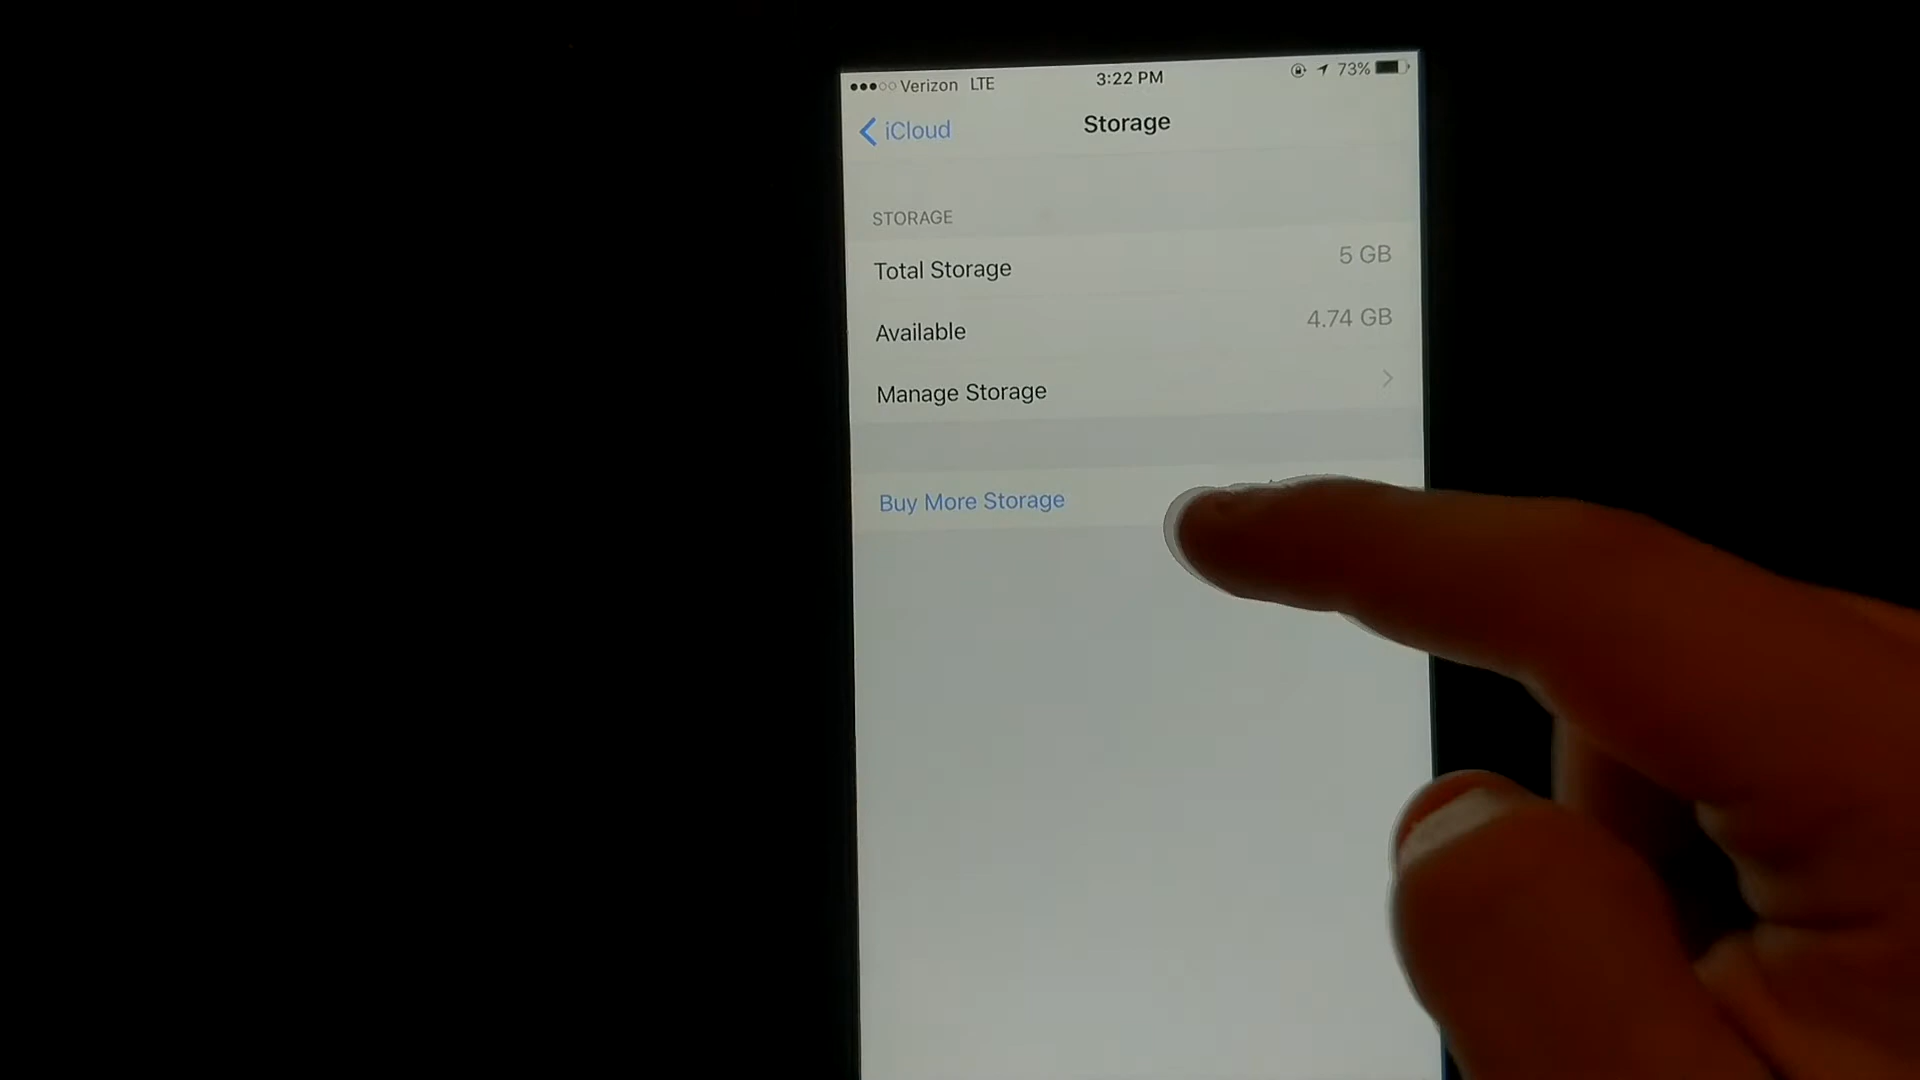 Verizon LTE 3:22 PM 73%
iCloud Storage
STORAGE
Total Storage 5 GB
Available 4.74 GB
Manage Storage
Buy More Storage